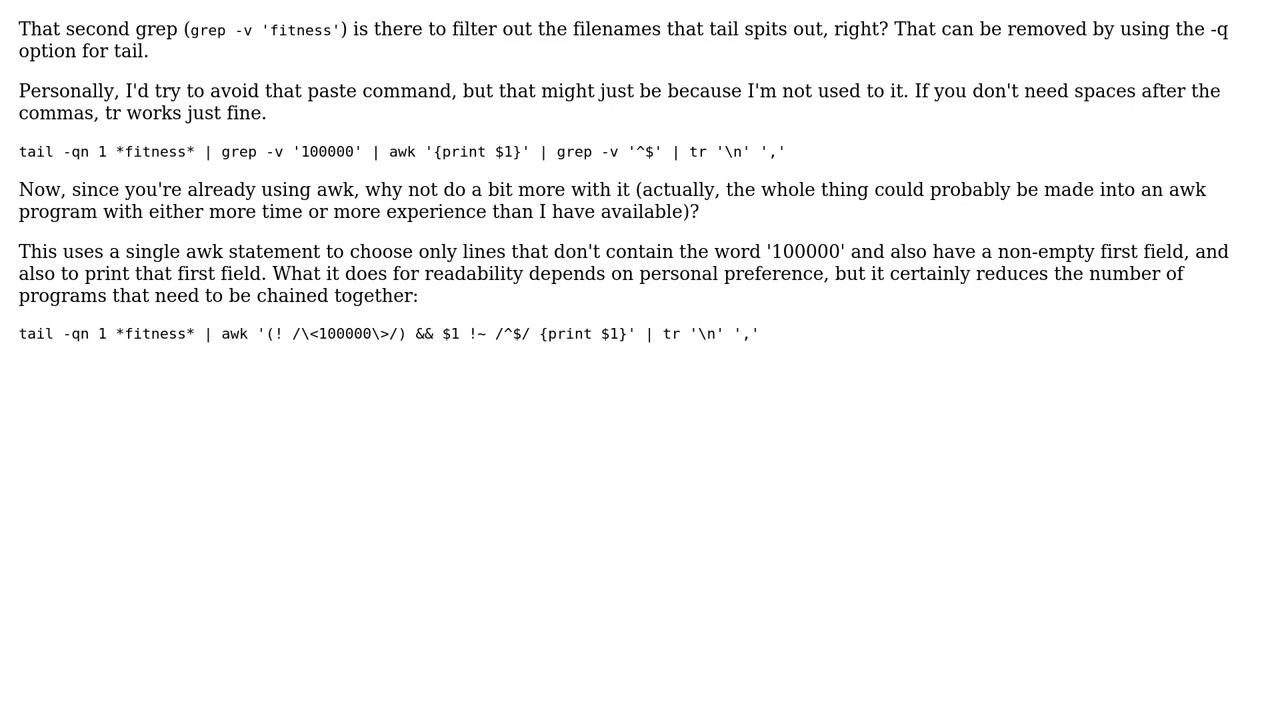 That second grep (grep -v 'fitness') is there to filter out the filenames that tail spits out, right? That can be removed by using the -q
option for tail.
Personally, I'd try to avoid that paste command, but that might just be because I'm not used to it. If you don't need spaces after the
commas, tr works just fine.
tail -qn 1 *fitness* | grep -v '100000' | awk '{print $1}' | grep -v '^$' | tr '\n' ','
Now, since you're already using awk, why not do a bit more with it (actually, the whole thing could probably be made into an awk
program with either more time or more experience than I have available)?
This uses a single awk statement to choose only lines that don't contain the word '100000' and also have a non-empty first field, and
also to print that first field. What it does for readability depends on personal preference, but it certainly reduces the number of
programs that need to be chained together:
tail -qn 1 *fitness* | awk '(! /\<100000\>/) && $1 !~ /^$/ {print $1}' | tr '\n' ','